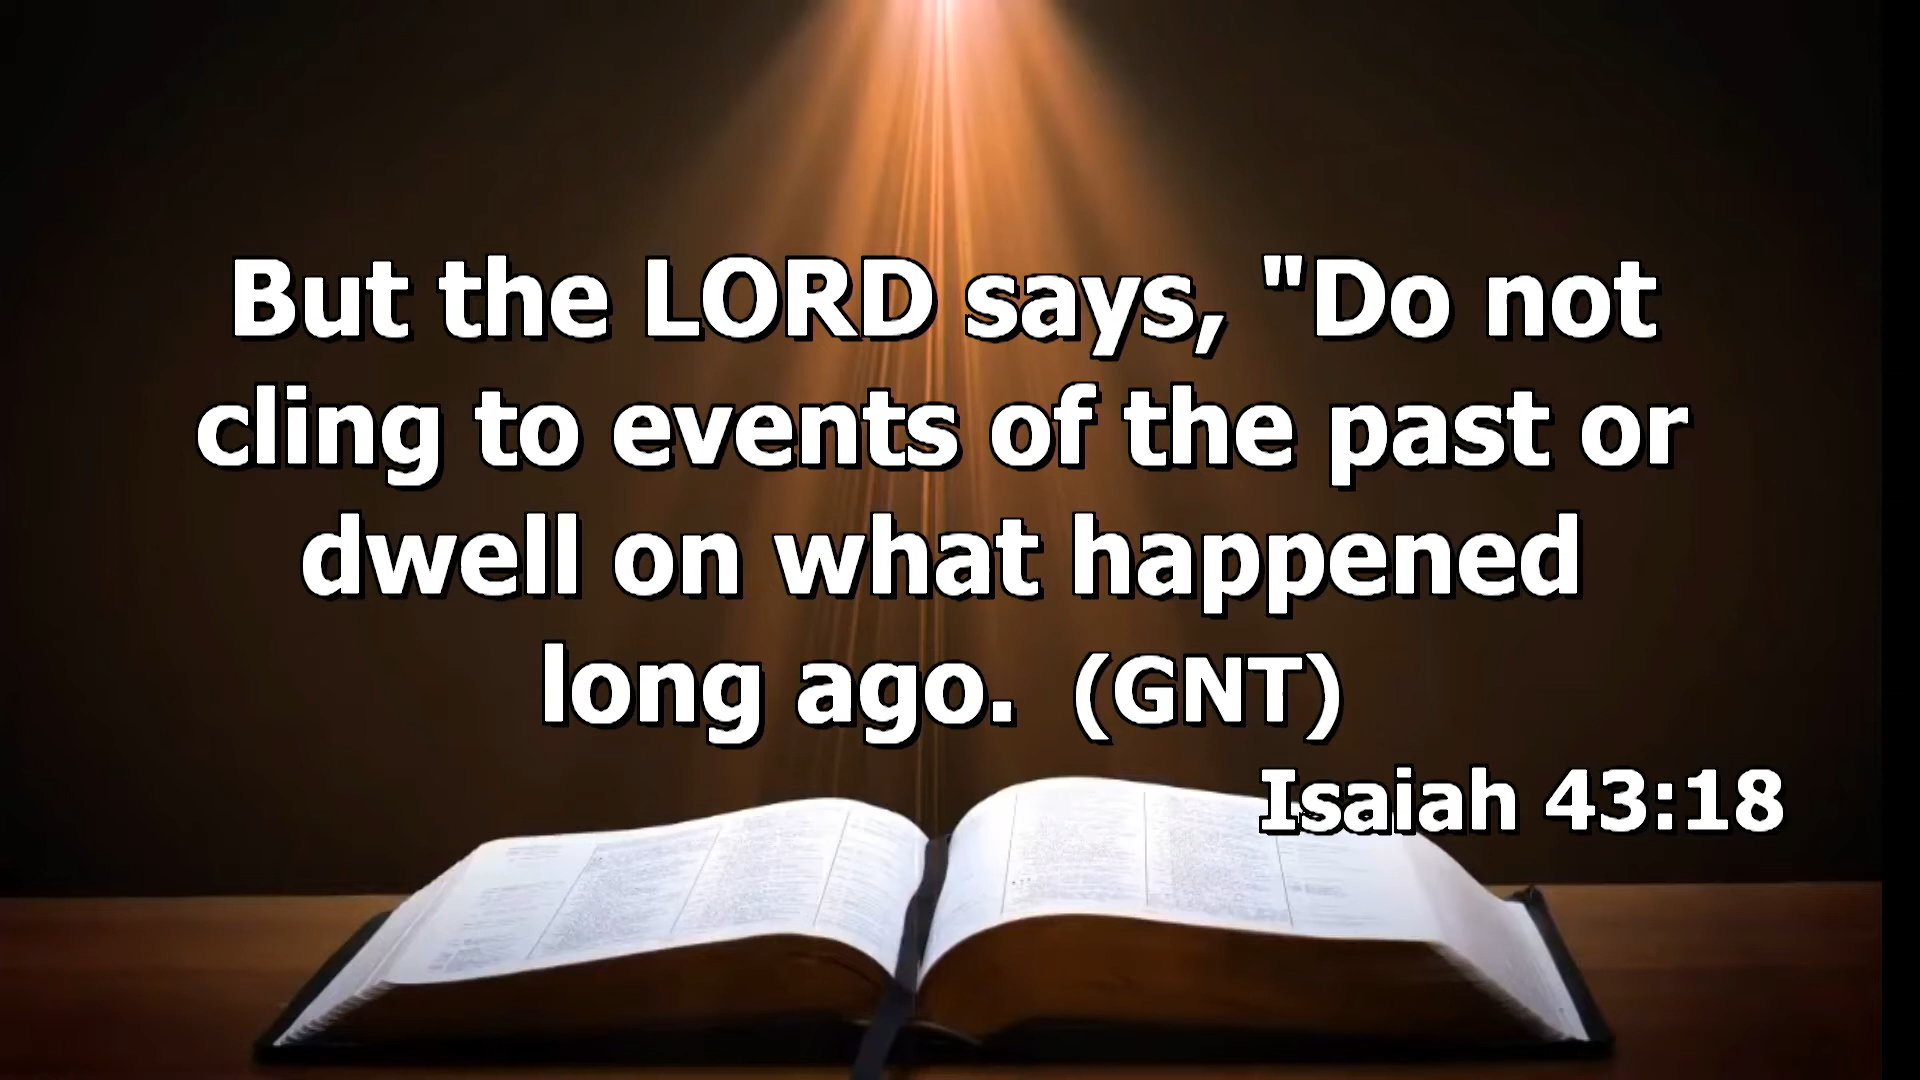 But the LORD says, "Do not
cling to events of the past or
dwell on what happened
long ago.  (GNT)
Isaiah 43:18